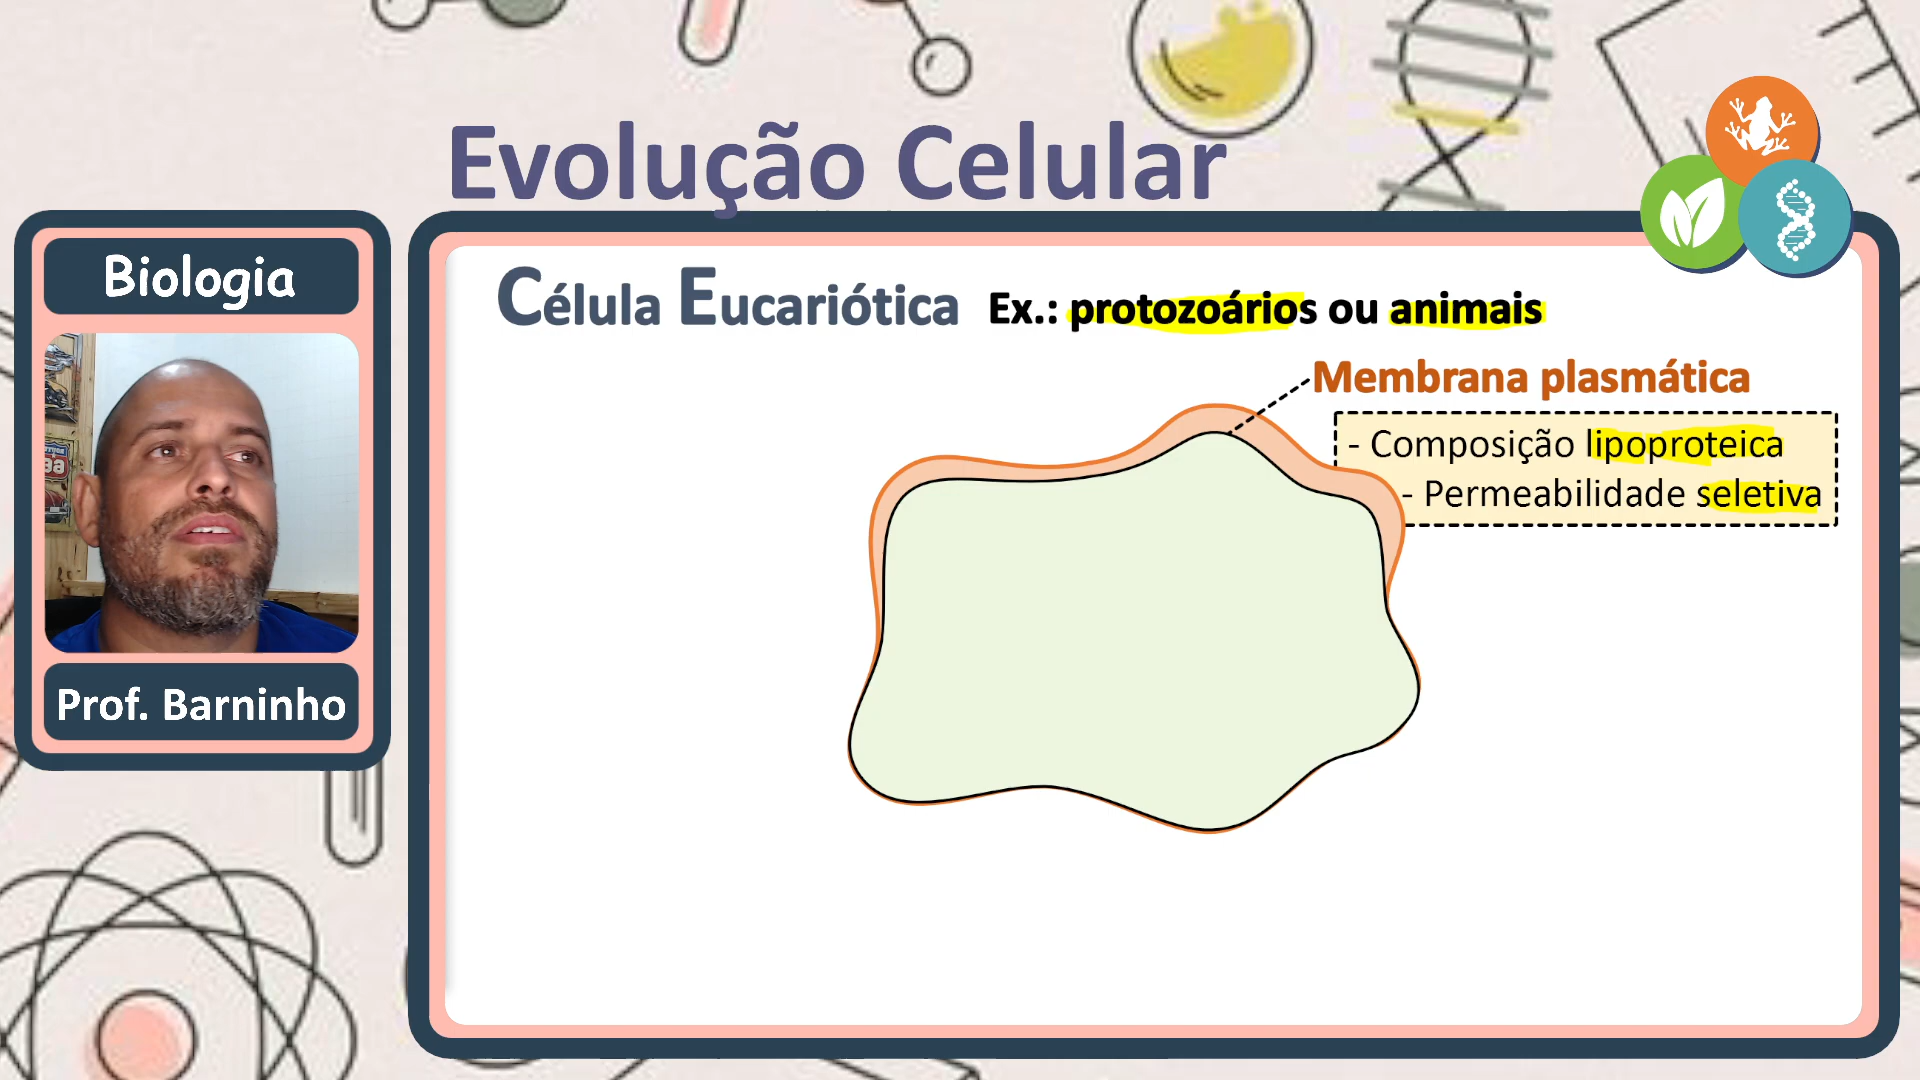 Evolução Celular
Biologia
Célula Eucariótica Ex.: protozoários ou animais
Membrana plasmática
- Composição lipoproteica
- Permeabilidade seletiva
Prof. Barninho